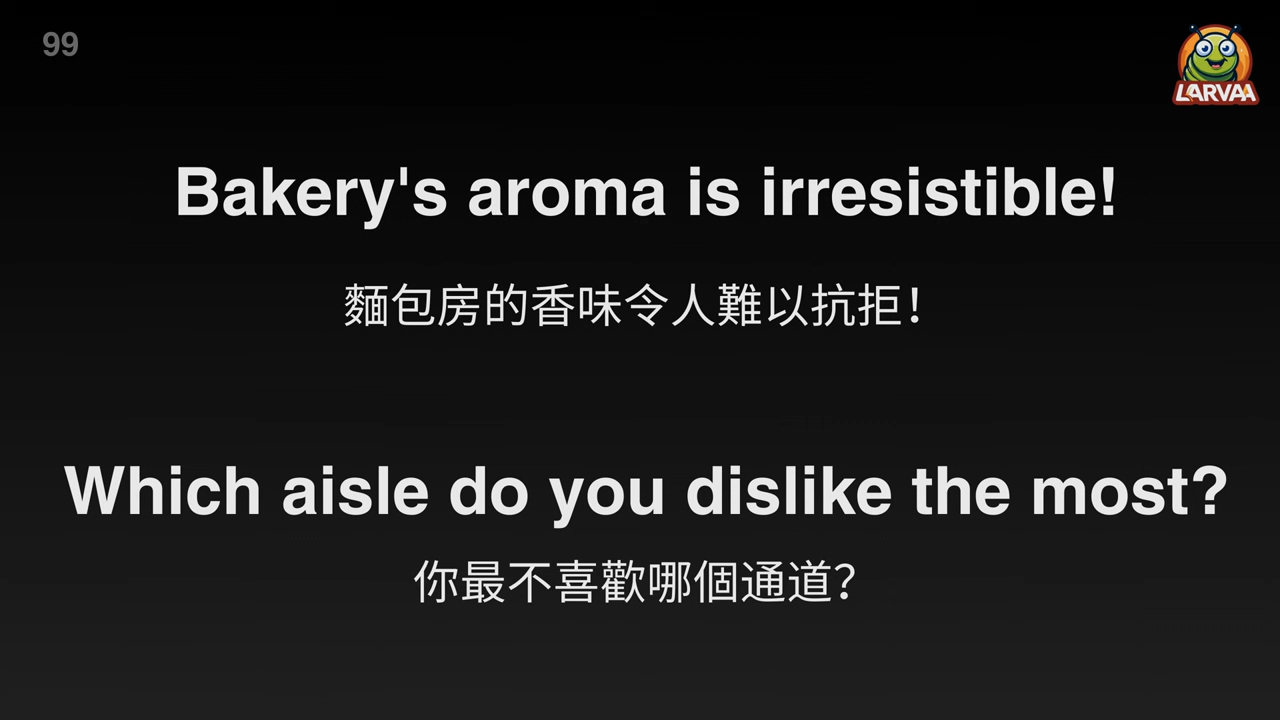 99
LARVAA
Bakery's aroma is irresistible!
麵包房的香味令人難以抗拒！
Which aisle do you dislike the most?
你最不喜歡哪個通道？